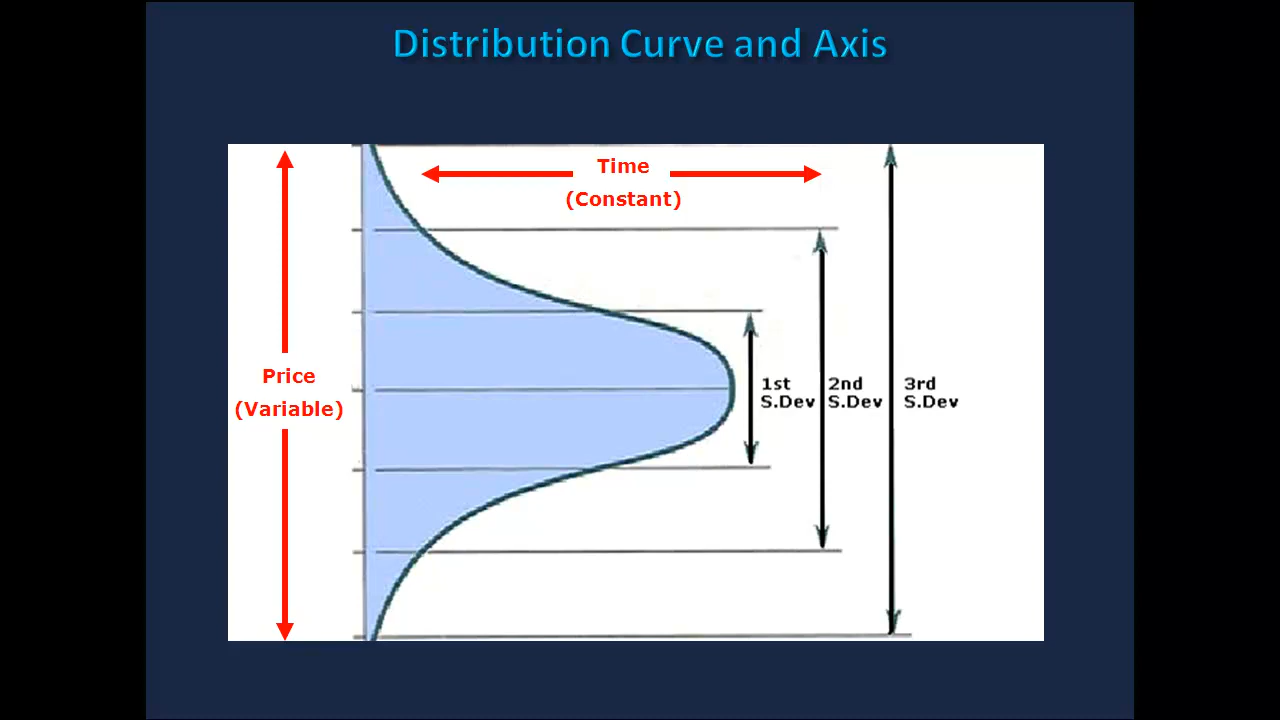 Distribution Curve and Axis
Time
(Constant)
Price
(Variable)
1st
S.Dev
2nd
S.Dev
3rd
S.Dev